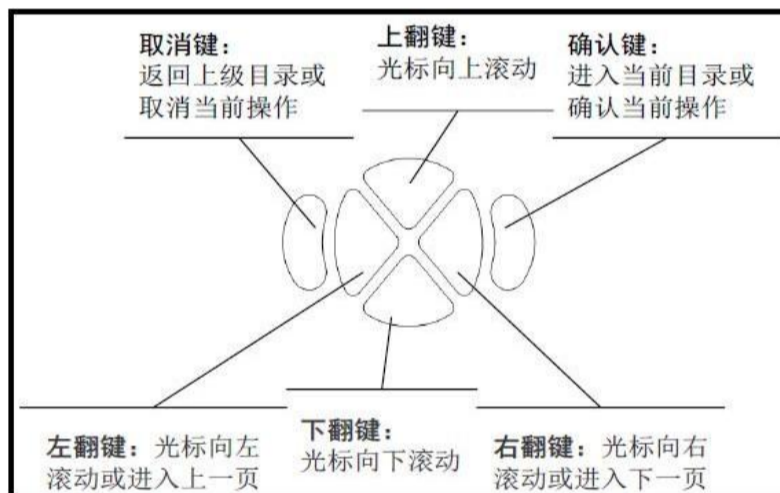 取消键：
返回上级目录或
取消当前操作
上翻键：
光标向上滚动
确认键：
进入当前目录或
确认当前操作
左翻键：光标向左
滚动或进入上一页
下翻键：
光标向下滚动
右翻键：光标向右
滚动或进入下一页